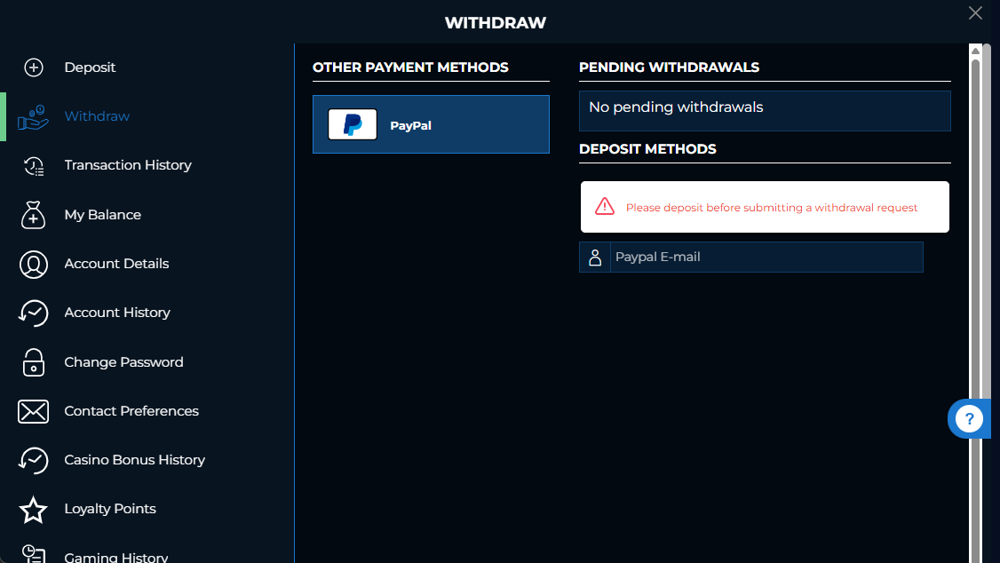 WITHDRAW
Deposit
Withdraw
Transaction History
My Balance
Account Details
Account History
Change Password
Contact Preferences
Casino Bonus History
Loyalty Points
Gaming History
OTHER PAYMENT METHODS
PayPal
PENDING WITHDRAWALS
No pending withdrawals
DEPOSIT METHODS
Please deposit before submitting a withdrawal request
Paypal E-mail
?